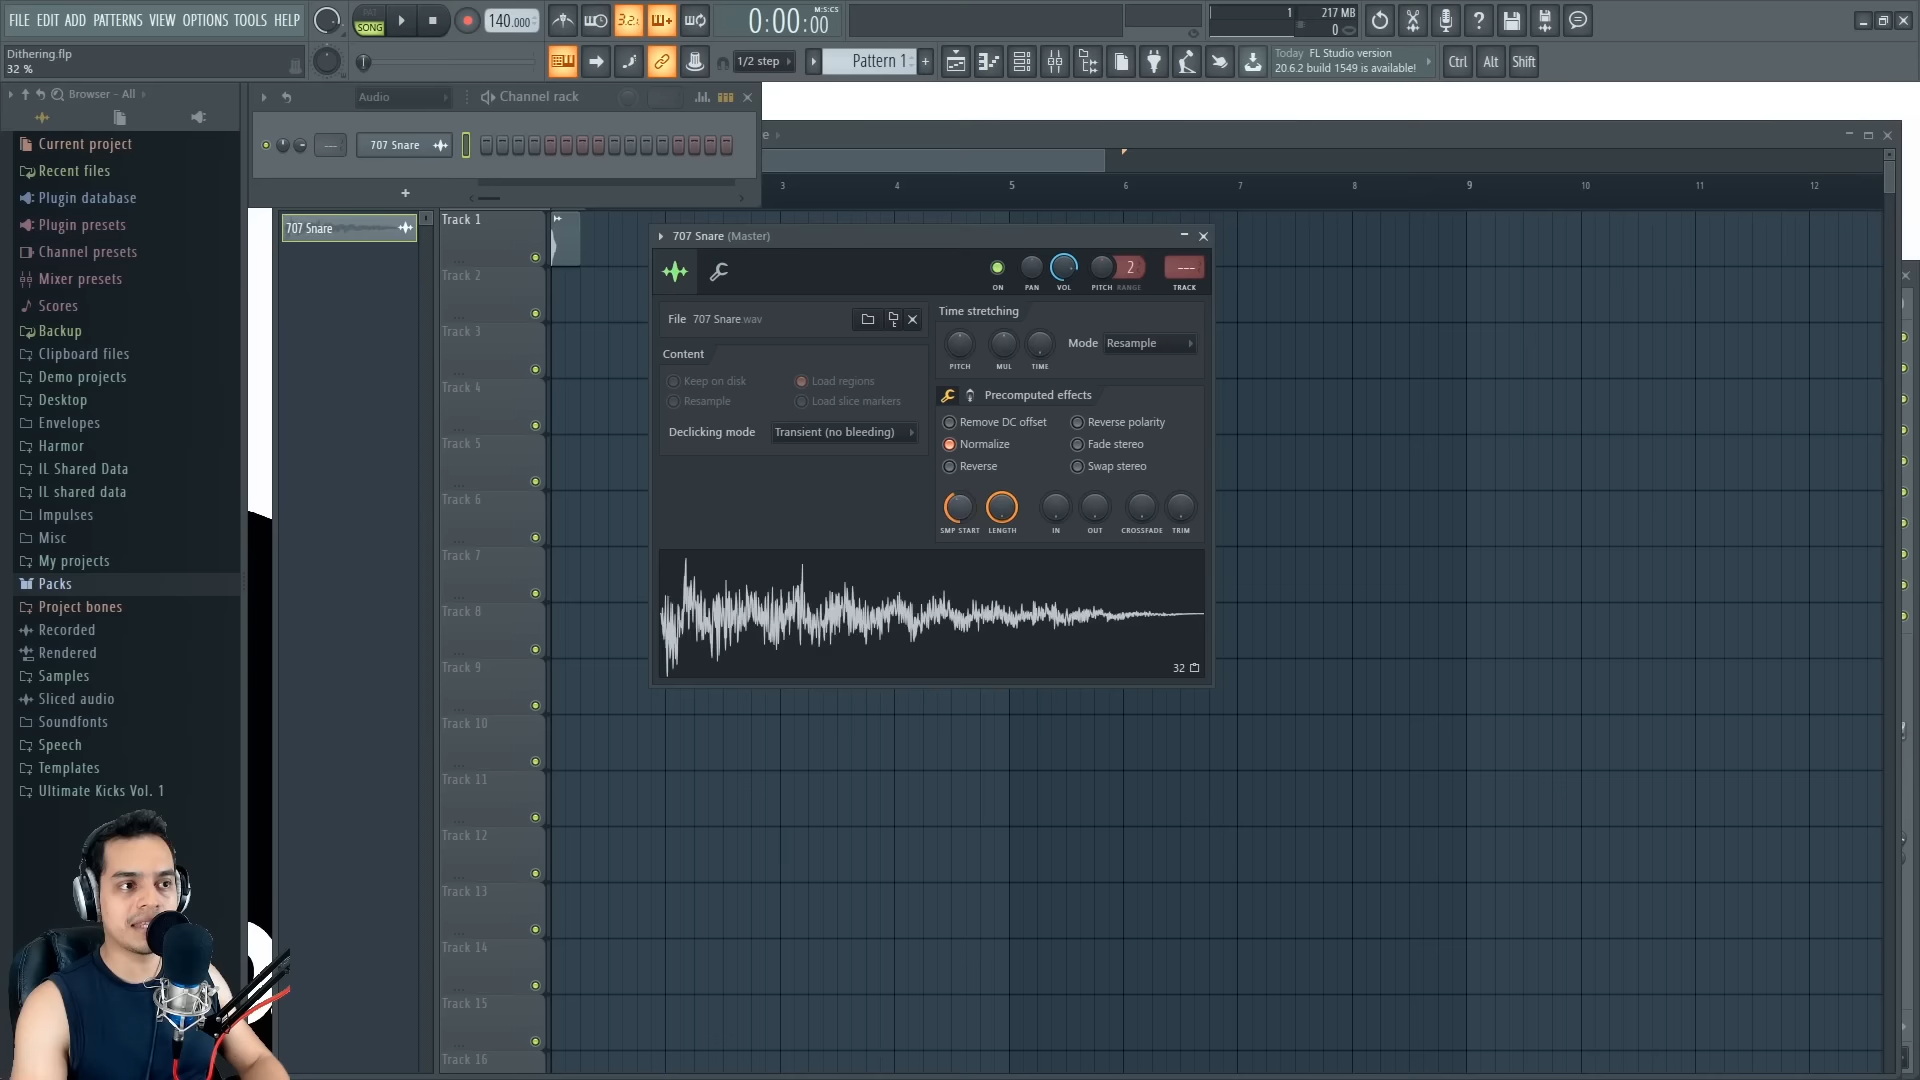 FILE EDIT ADD PATTERNS VIEW OPTIONS TOOLS HELP
PAT
SONG
140.000
3.2.
0:00:00
M:S:CS
1
217 MB
0
Dithering.flp
32 %
1/2 step
Pattern 1
+
Today FL Studio version
20.6.2 build 1549 is available!
Ctrl
Alt
Shift
Browser - All
Current project
Recent files
Plugin database
Plugin presets
Channel presets
Mixer presets
Scores
Backup
Clipboard files
Demo projects
Desktop
Envelopes
Harmor
IL Shared Data
IL shared data
Impulses
Misc
My projects
Packs
Project bones
Recorded
Rendered
Samples
Sliced audio
Soundfonts
Speech
Templates
Ultimate Kicks Vol. 1
Audio
Channel rack
---
707 Snare
+
3
4
5
6
7
8
9
10
11
12
707 Snare
Track 1
Track 2
Track 3
Track 4
Track 5
Track 6
Track 7
Track 8
Track 9
Track 10
Track 11
Track 12
Track 13
Track 14
Track 15
Track 16
707 Snare (Master)
ON
PAN
VOL
PITCH
2
RANGE
---
TRACK
File 707 Snare.wav
Content
Keep on disk
Load regions
Resample
Load slice markers
Declicking mode
Transient (no bleeding)
Time stretching
PITCH
MUL
TIME
Mode
Resample
Precomputed effects
Remove DC offset
Reverse polarity
Normalize
Fade stereo
Reverse
Swap stereo
SMP START
LENGTH
IN
OUT
CROSSFADE
TRIM
32